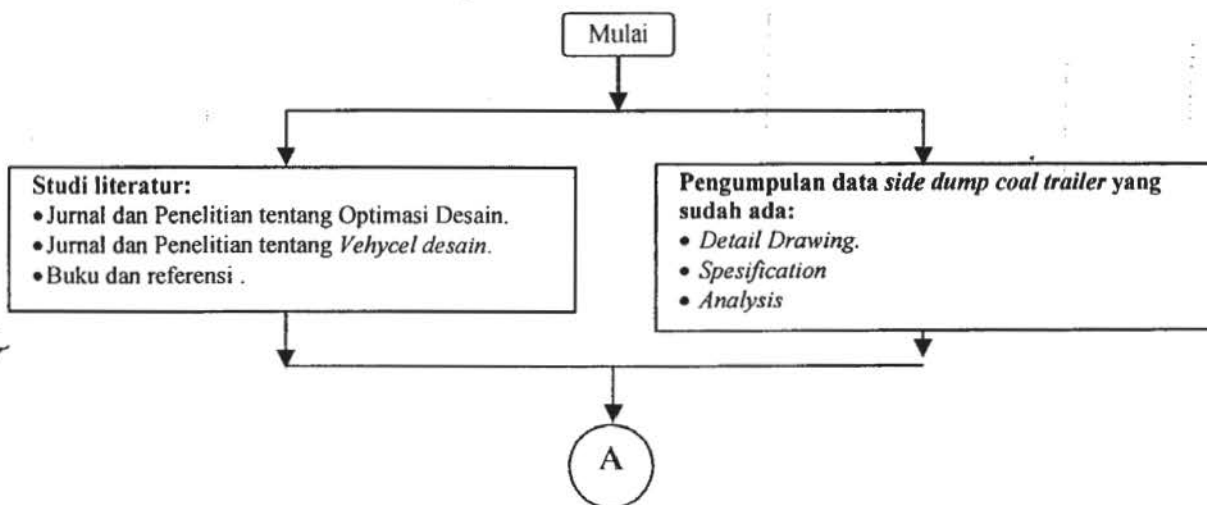 Mulai
Studi literatur:
•Jurnal dan Penelitian tentang Optimasi Desain.
•Jurnal dan Penelitian tentang Vehycel desain.
•Buku dan referensi .
Pengumpulan data side dump coal trailer yang
sudah ada:
• Detail Drawing.
• Spesification
• Analysis
A